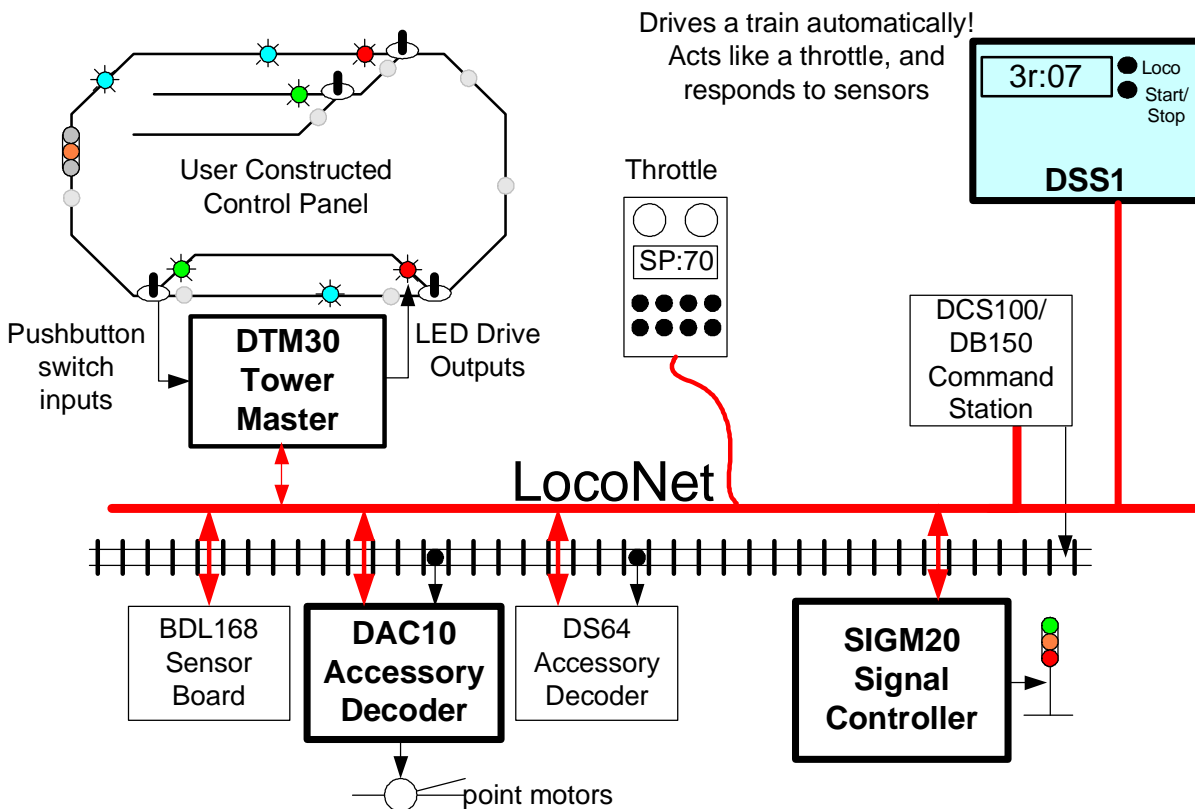 Drives a train automatically!
Acts like a throttle, and
responds to sensors
3r:07
Loco
Start/
Stop
DSS1
User Constructed
Control Panel
Throttle
SP:70
Pushbutton
switch
inputs
DTM30
Tower
Master
LED Drive
Outputs
DCS100/
DB150
Command
Station
LocoNet
BDL168
Sensor
Board
DAC10
Accessory
Decoder
DS64
Accessory
Decoder
SIGM20
Signal
Controller
point motors